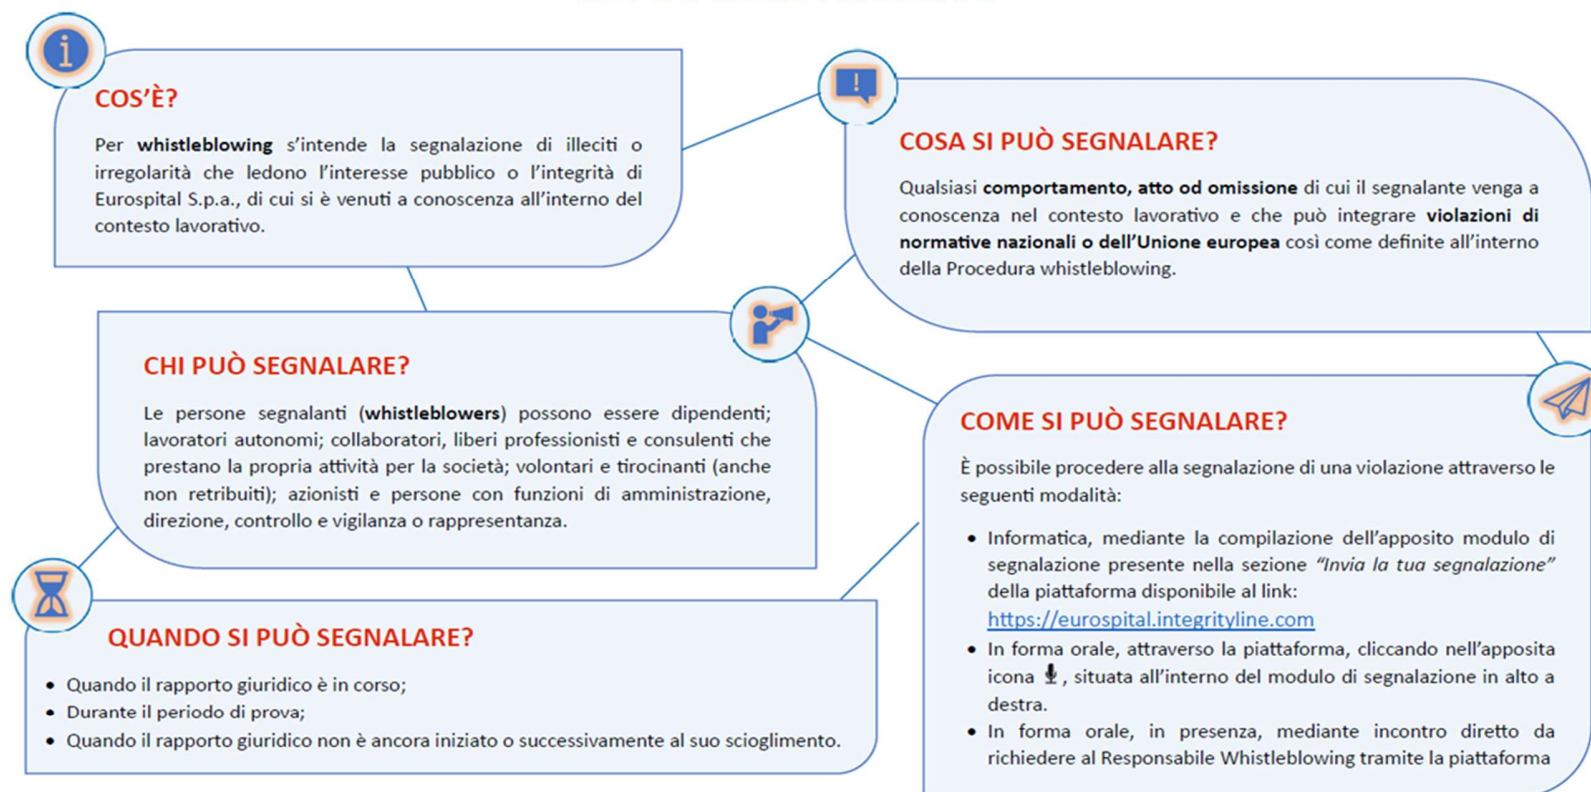 COS'È?
Per whistleblowing s'intende la segnalazione di illeciti o
irregolarità che ledono l'interesse pubblico o l'integrità di
Eurospital S.p.a., di cui si è venuti a conoscenza all'interno del
contesto lavorativo.
COSA SI PUÒ SEGNALARE?
Qualsiasi comportamento, atto od omissione di cui il segnalante venga a
conoscenza nel contesto lavorativo e che può integrare violazioni di
normative nazionali o dell'Unione europea così come definite all'interno
della Procedura whistleblowing.
CHI PUÒ SEGNALARE?
Le persone segnalanti (whistleblowers) possono essere dipendenti;
lavoratori autonomi; collaboratori, liberi professionisti e consulenti che
prestano la propria attività per la società; volontari e tirocinanti (anche
non retribuiti); azionisti e persone con funzioni di amministrazione,
direzione, controllo e vigilanza o rappresentanza.
COME SI PUÒ SEGNALARE?
È possibile procedere alla segnalazione di una violazione attraverso le
seguenti modalità:
• Informatica, mediante la compilazione dell'apposito modulo di
segnalazione presente nella sezione "Invia la tua segnalazione"
della piattaforma disponibile al link:
https://eurospital.integrityline.com
• In forma orale, attraverso la piattaforma, cliccando nell'apposita
icona , situata all'interno del modulo di segnalazione in alto a
destra.
• In forma orale, in presenza, mediante incontro diretto da
richiedere al Responsabile Whistleblowing tramite la piattaforma
QUANDO SI PUÒ SEGNALARE?
• Quando il rapporto giuridico è in corso;
• Durante il periodo di prova;
• Quando il rapporto giuridico non è ancora iniziato o successivamente al suo scioglimento.